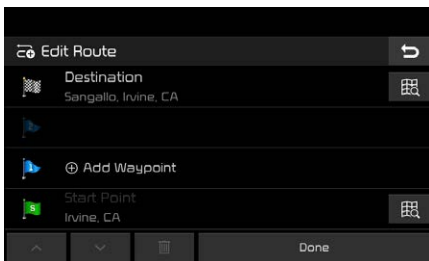 Edit Route
Destination
Sangallo, Irvine, CA
Add Waypoint
Start Point
Irvine, CA
Done